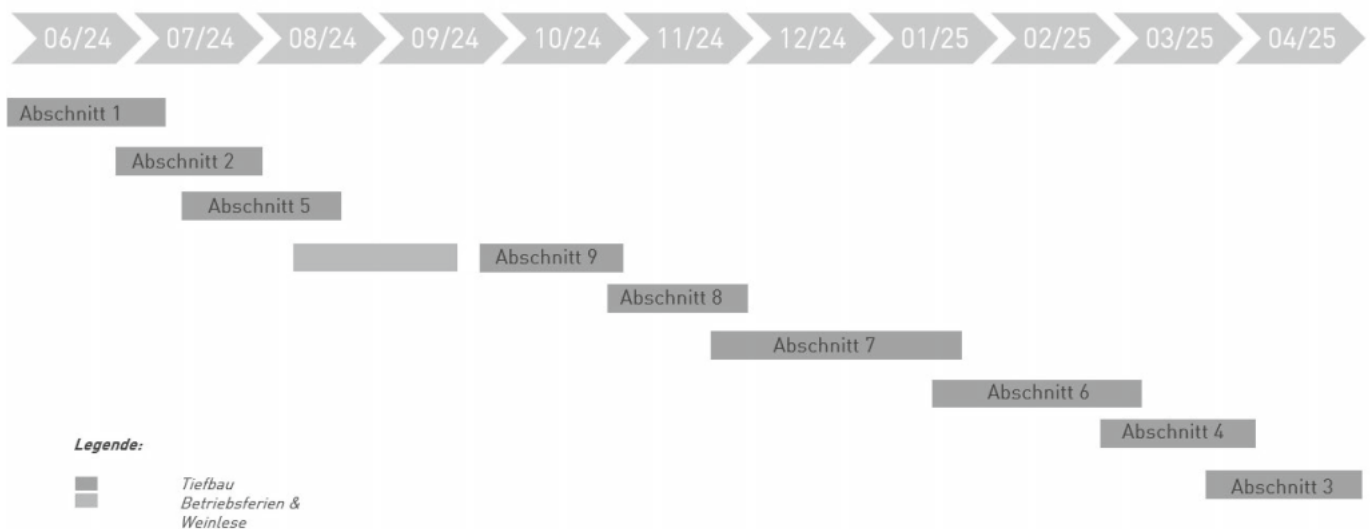 06/24 07/24 08/24 09/24 10/24 11/24 12/24 01/25 02/25 03/25 04/25
Abschnitt 1
Abschnitt 2
Abschnitt 5
Abschnitt 9
Abschnitt 8
Abschnitt 7
Abschnitt 6
Abschnitt 4
Abschnitt 3
Legende:
Tiefbau
Betriebsferien &
Weinlese